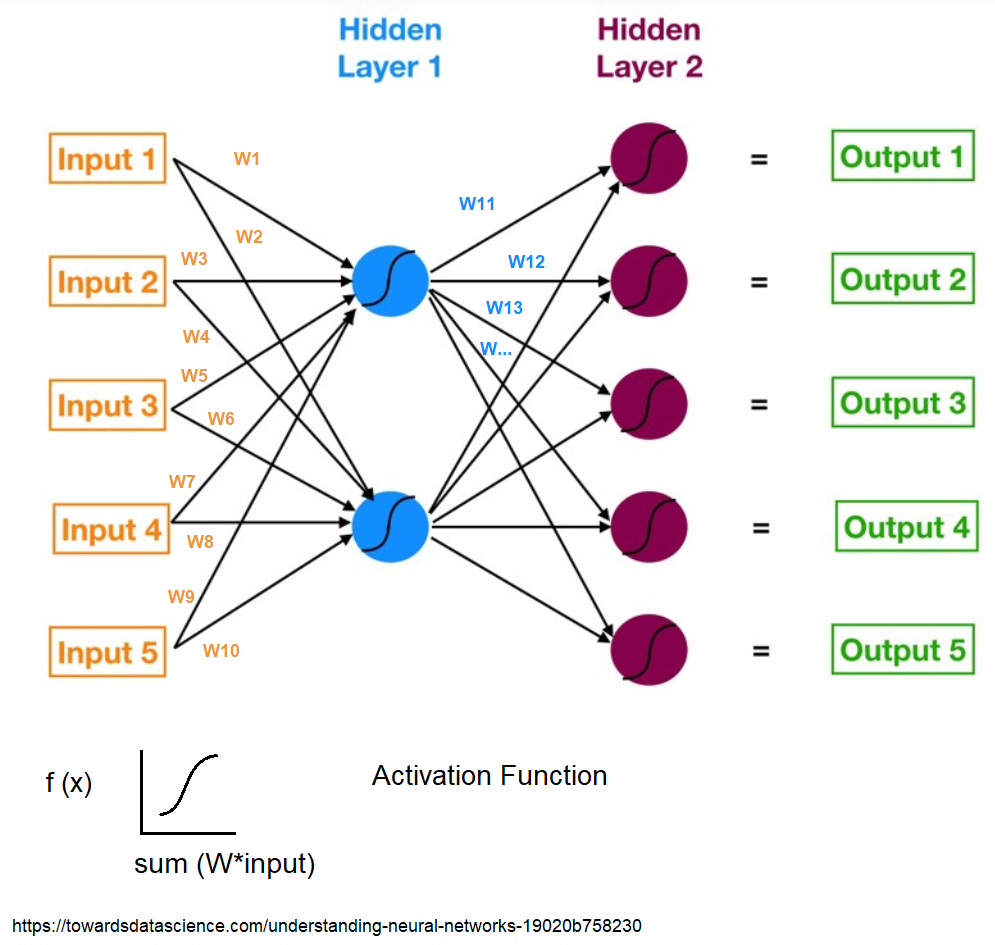 Hidden
Layer 1
Hidden
Layer 2
Input 1
W1
W2
W11
=
Output 1
Input 2
W3
W4
W12
W13
W...
=
Output 2
Input 3
W5
W6
=
Output 3
Input 4
W7
W8
=
Output 4
Input 5
W9
W10
=
Output 5
f (x)
Activation Function
sum (W*input)
https://towardsdatascience.com/understanding-neural-networks-19020b758230